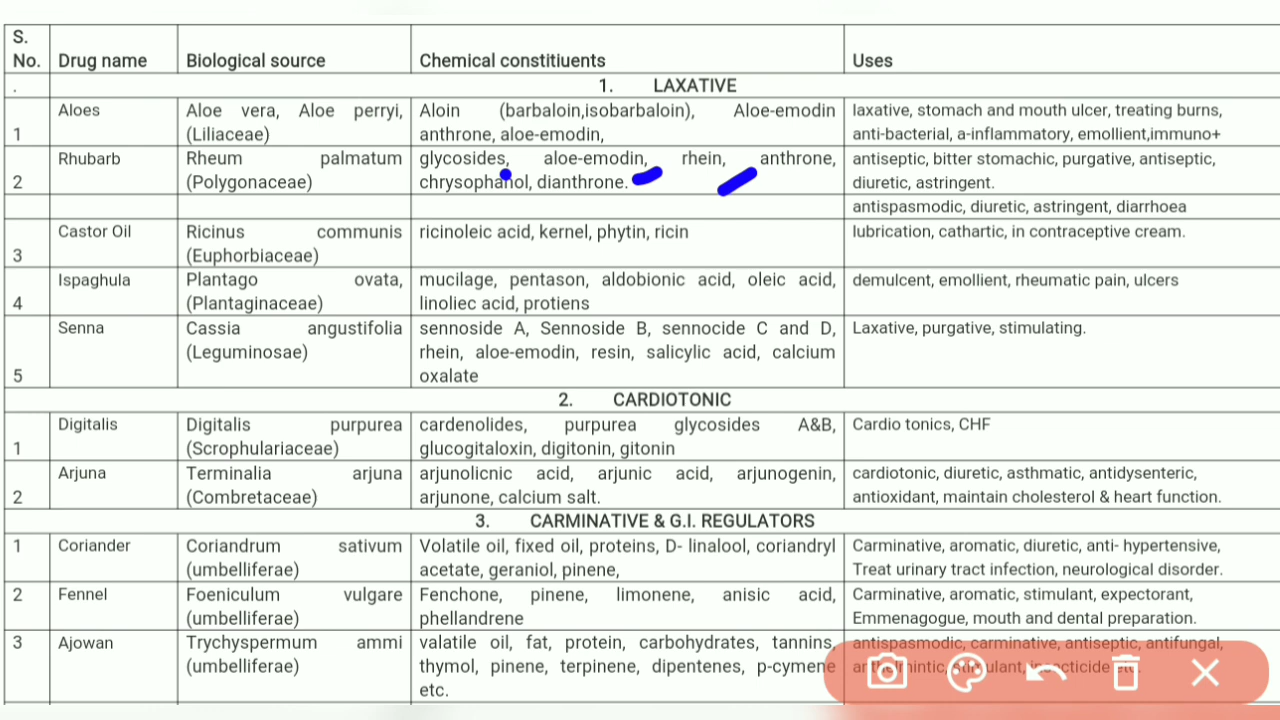 S.
No. Drug name Biological source Chemical constitiuents Uses
. 1. LAXATIVE
Aloes Aloe vera, Aloe perryi, Aloin (barbaloin,isobarbaloin), Aloe-emodin laxative, stomach and mouth ulcer, treating burns,
1 (Liliaceae) anthrone, aloe-emodin, anti-bacterial, a-inflammatory, emollient,immuno+
Rhubarb Rheum palmatum glycosides, aloe-emodin, rhein, anthrone, antiseptic, bitter stomachic, purgative, antiseptic,
2 (Polygonaceae) chrysophanol, dianthrone. diuretic, astringent.
antispasmodic, diuretic, astringent, diarrhoea
Castor Oil Ricinus communis ricinoleic acid, kernel, phytin, ricin lubrication, cathartic, in contraceptive cream.
3 (Euphorbiaceae)
Ispaghula Plantago ovata, mucilage, pentason, aldobionic acid, oleic acid, demulcent, emollient, rheumatic pain, ulcers
4 (Plantaginaceae) linoliec acid, protiens
Senna Cassia angustifolia sennoside A, Sennoside B, sennocide C and D, Laxative, purgative, stimulating.
(Leguminosae) rhein, aloe-emodin, resin, salicylic acid, calcium
5 oxalate
2. CARDIOTONIC
Digitalis Digitalis purpurea cardenolides, purpurea glycosides A&B, Cardio tonics, CHF
1 (Scrophulariaceae) glucogitaloxin, digitonin, gitonin
Arjuna Terminalia arjuna arjunolicnic acid, arjunic acid, arjunogenin, cardiotonic, diuretic, asthmatic, antidysenteric,
2 (Combretaceae) arjunone, calcium salt. antioxidant, maintain cholesterol & heart function.
3. CARMINATIVE & G.I. REGULATORS
1 Coriander Coriandrum sativum Volatile oil, fixed oil, proteins, D- linalool, coriandryl Carminative, aromatic, diuretic, anti- hypertensive,
(umbelliferae) acetate, geraniol, pinene, Treat urinary tract infection, neurological disorder.
2 Fennel Foeniculum vulgare Fenchone, pinene, limonene, anisic acid, Carminative, aromatic, stimulant, expectorant,
(umbelliferae) phellandrene Emmenagogue, mouth and dental preparation.
3 Ajowan Trychyspermum ammi valatile oil, fat, protein, carbohydrates, tannins, antispasmodic, carminative, antiseptic, antifungal,
(umbelliferae) thymol, pinene, terpinene, dipentenes, p-cymene
etc.